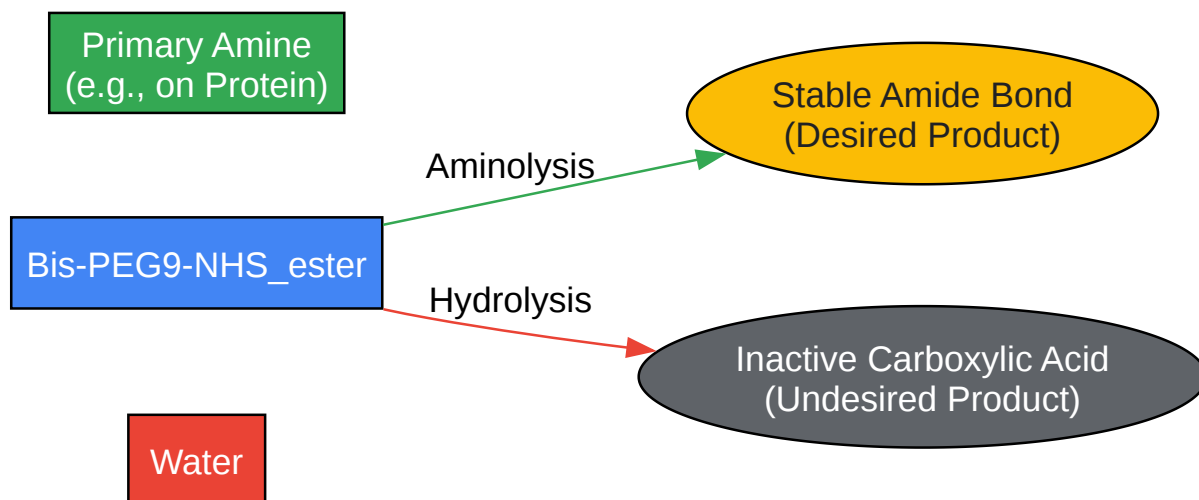 Primary Amine
(e.g., on Protein)
Stable Amide Bond
(Desired Product)
Aminolysis
Bis-PEG9-NHS_ester
Hydrolysis
Inactive Carboxylic Acid
(Undesired Product)
Water